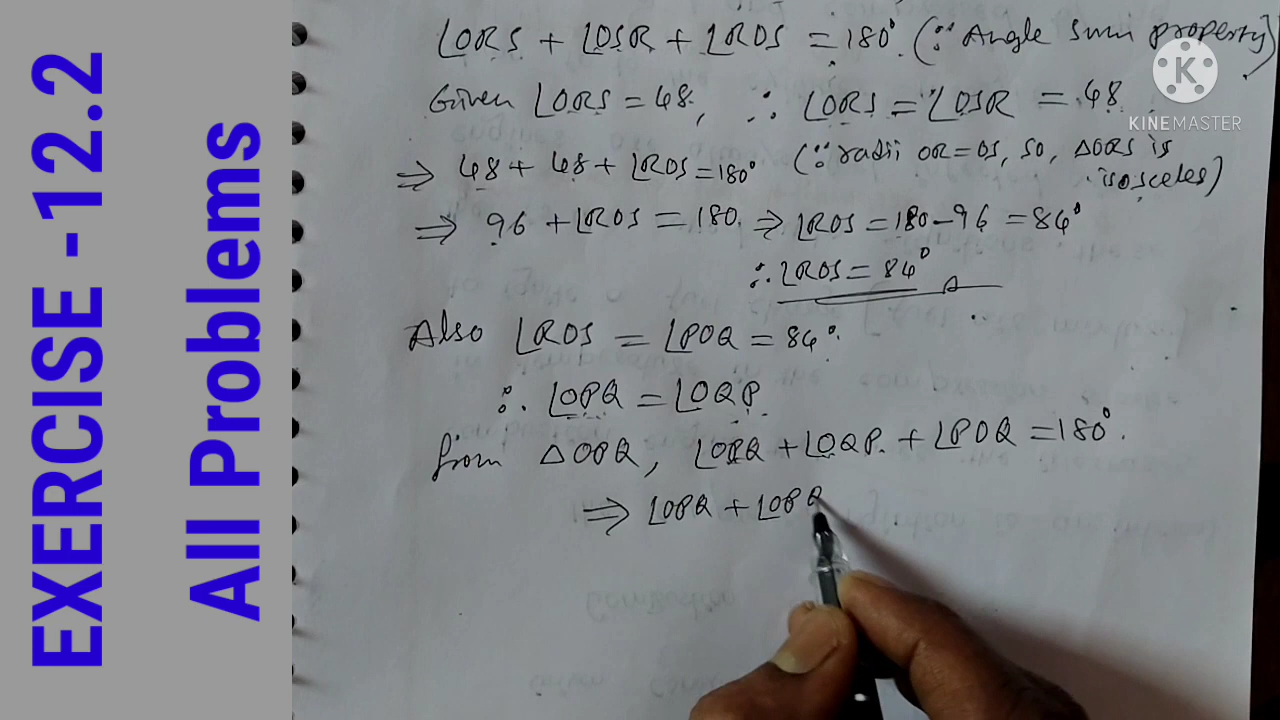 EXERCISE -12.2
All Problems
∠ORS + ∠OSR + ∠ROS = 180° (∵ Angle sum property)
Given ∠ORS = 48, ∴ ∠ORS = ∠OSR = 48
⇒ 48 + 48 + ∠ROS = 180° (∵ radii OR = OS, so, △ORS is
isosceles)
⇒ 96 + ∠ROS = 180. ⇒ ∠ROS = 180 - 96 = 84°
∴ ∠ROS = 84°
Also ∠ROS = ∠POQ = 84°.
∴ ∠OPQ = ∠OQP.
from △OPQ, ∠OPQ + ∠OQP + ∠POQ = 180°.
⇒ ∠OPQ + ∠OPQ
K
KINEMASTER